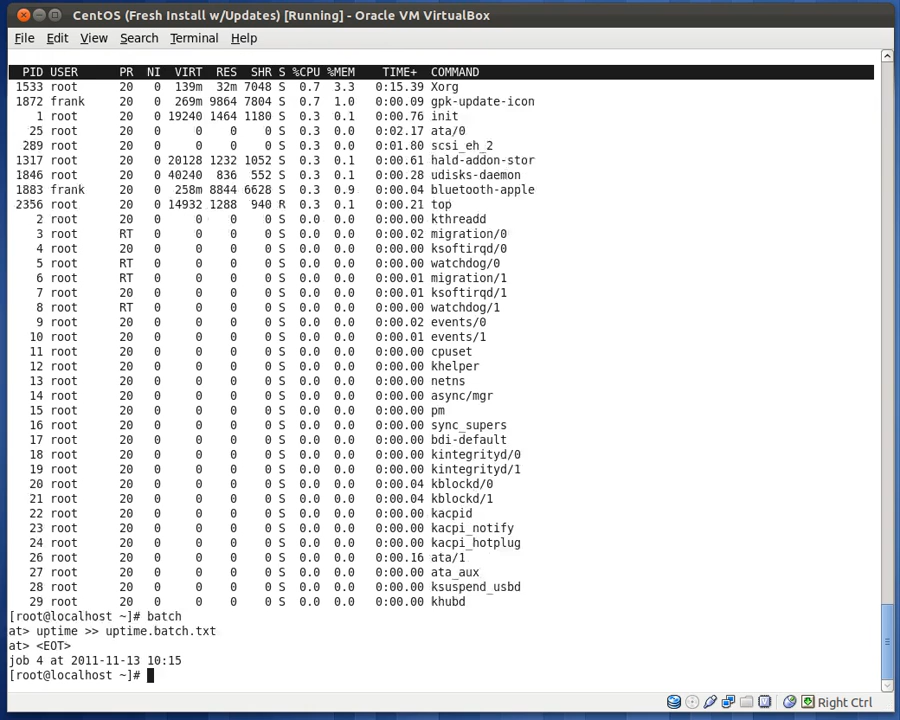 CentOS (Fresh Install w/Updates) [Running] - Oracle VM VirtualBox
File Edit View Search Terminal Help
PID USER PR NI VIRT RES SHR S %CPU %MEM TIME+ COMMAND
1533 root 20 0 139m 32m 7048 S 0.7 3.3 0:15.39 Xorg
1872 frank 20 0 269m 9864 7804 S 0.7 1.0 0:00.09 gpk-update-icon
1 root 20 0 19240 1464 1180 S 0.3 0.1 0:00.76 init
25 root 20 0 0 0 0 S 0.3 0.0 0:02.17 ata/0
289 root 20 0 0 0 0 S 0.3 0.0 0:01.80 scsi_eh_2
1317 root 20 0 20128 1232 1052 S 0.3 0.1 0:00.61 hald-addon-stor
1846 root 20 0 40240 836 552 S 0.3 0.1 0:00.28 udisks-daemon
1883 frank 20 0 258m 8844 6628 S 0.3 0.9 0:00.04 bluetooth-apple
2356 root 20 0 14932 1288 940 R 0.3 0.1 0:00.21 top
2 root 20 0 0 0 0 S 0.0 0.0 0:00.00 kthreadd
3 root RT 0 0 0 0 S 0.0 0.0 0:00.02 migration/0
4 root 20 0 0 0 0 S 0.0 0.0 0:00.00 ksoftirqd/0
5 root RT 0 0 0 0 S 0.0 0.0 0:00.00 watchdog/0
6 root RT 0 0 0 0 S 0.0 0.0 0:00.01 migration/1
7 root 20 0 0 0 0 S 0.0 0.0 0:00.01 ksoftirqd/1
8 root RT 0 0 0 0 S 0.0 0.0 0:00.00 watchdog/1
9 root 20 0 0 0 0 S 0.0 0.0 0:00.02 events/0
10 root 20 0 0 0 0 S 0.0 0.0 0:00.01 events/1
11 root 20 0 0 0 0 S 0.0 0.0 0:00.00 cpuset
12 root 20 0 0 0 0 S 0.0 0.0 0:00.00 khelper
13 root 20 0 0 0 0 S 0.0 0.0 0:00.00 netns
14 root 20 0 0 0 0 S 0.0 0.0 0:00.00 async/mgr
15 root 20 0 0 0 0 S 0.0 0.0 0:00.00 pm
16 root 20 0 0 0 0 S 0.0 0.0 0:00.00 sync_supers
17 root 20 0 0 0 0 S 0.0 0.0 0:00.00 bdi-default
18 root 20 0 0 0 0 S 0.0 0.0 0:00.00 kintegrityd/0
19 root 20 0 0 0 0 S 0.0 0.0 0:00.00 kintegrityd/1
20 root 20 0 0 0 0 S 0.0 0.0 0:00.04 kblockd/0
21 root 20 0 0 0 0 S 0.0 0.0 0:00.04 kblockd/1
22 root 20 0 0 0 0 S 0.0 0.0 0:00.00 kacpid
23 root 20 0 0 0 0 S 0.0 0.0 0:00.00 kacpi_notify
24 root 20 0 0 0 0 S 0.0 0.0 0:00.00 kacpi_hotplug
26 root 20 0 0 0 0 S 0.0 0.0 0:00.16 ata/1
27 root 20 0 0 0 0 S 0.0 0.0 0:00.00 ata_aux
28 root 20 0 0 0 0 S 0.0 0.0 0:00.00 ksuspend_usbd
29 root 20 0 0 0 0 S 0.0 0.0 0:00.00 khubd
[root@localhost ~]# batch
at> uptime >> uptime.batch.txt
at> <EOT>
job 4 at 2011-11-13 10:15
[root@localhost ~]#
Right Ctrl